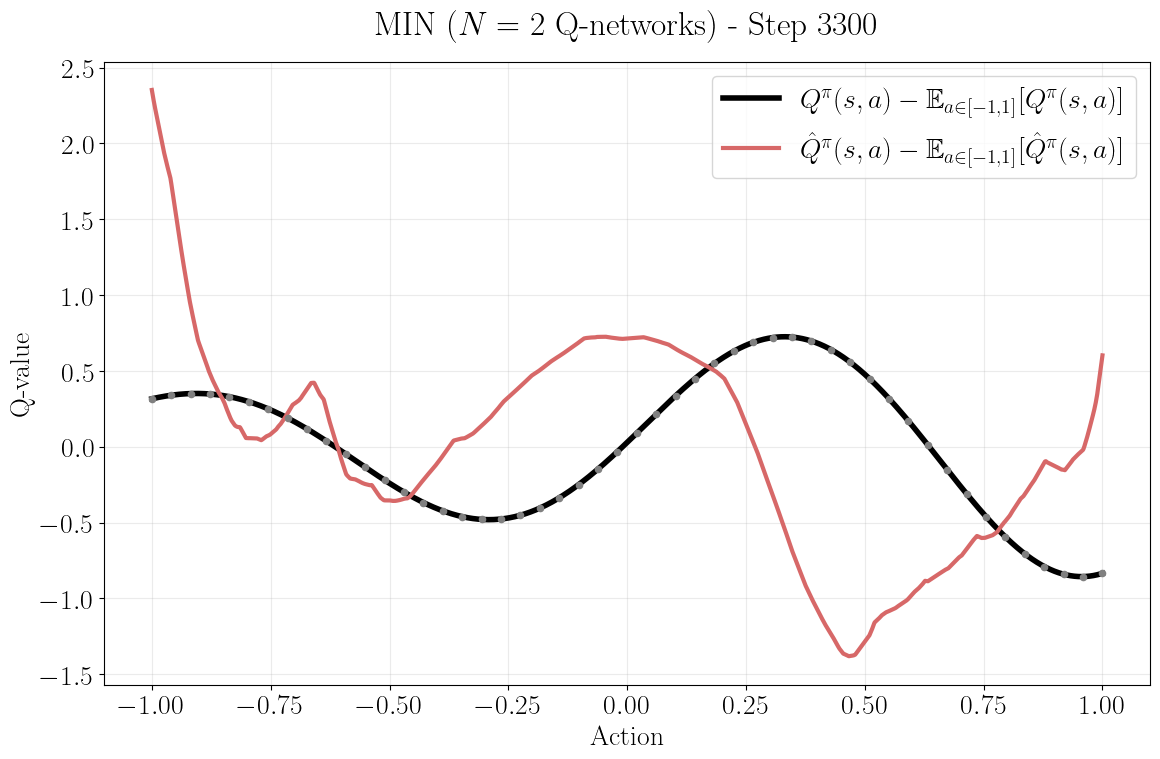 MIN (N = 2 Q-networks) - Step 3300
Q^π(s, a) − 𝔼_{a∈[−1,1]}[Q^π(s, a)]
Q̂^π(s, a) − 𝔼_{a∈[−1,1]}[Q̂^π(s, a)]
Q-value
2.5
2.0
1.5
1.0
0.5
0.0
−0.5
−1.0
−1.5
−1.00 −0.75 −0.50 −0.25 0.00 0.25 0.50 0.75 1.00
Action